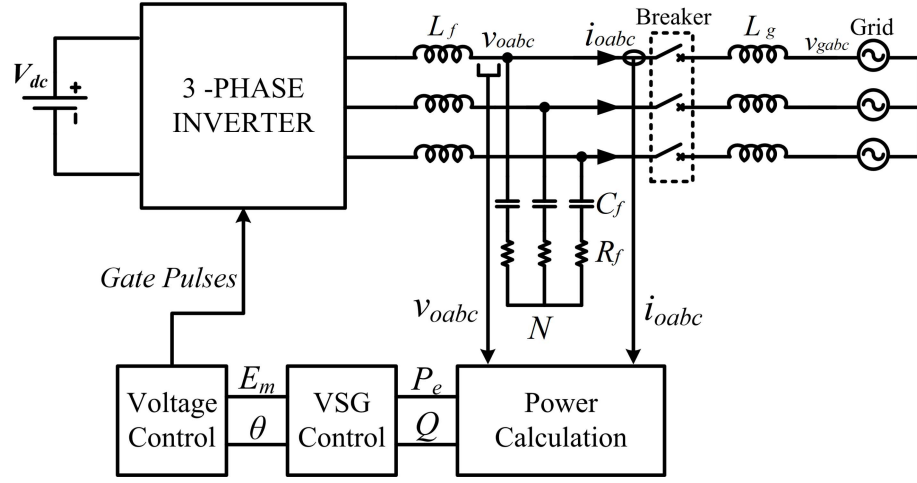 Breaker
L_f
v_oabc
i_oabc
L_g
v_gabc
Grid
V_dc
+
-
3 -PHASE
INVERTER
C_f
R_f
Gate Pulses
v_oabc
N
i_oabc
Voltage
Control
E_m
θ
VSG
Control
P_e
Q
Power
Calculation